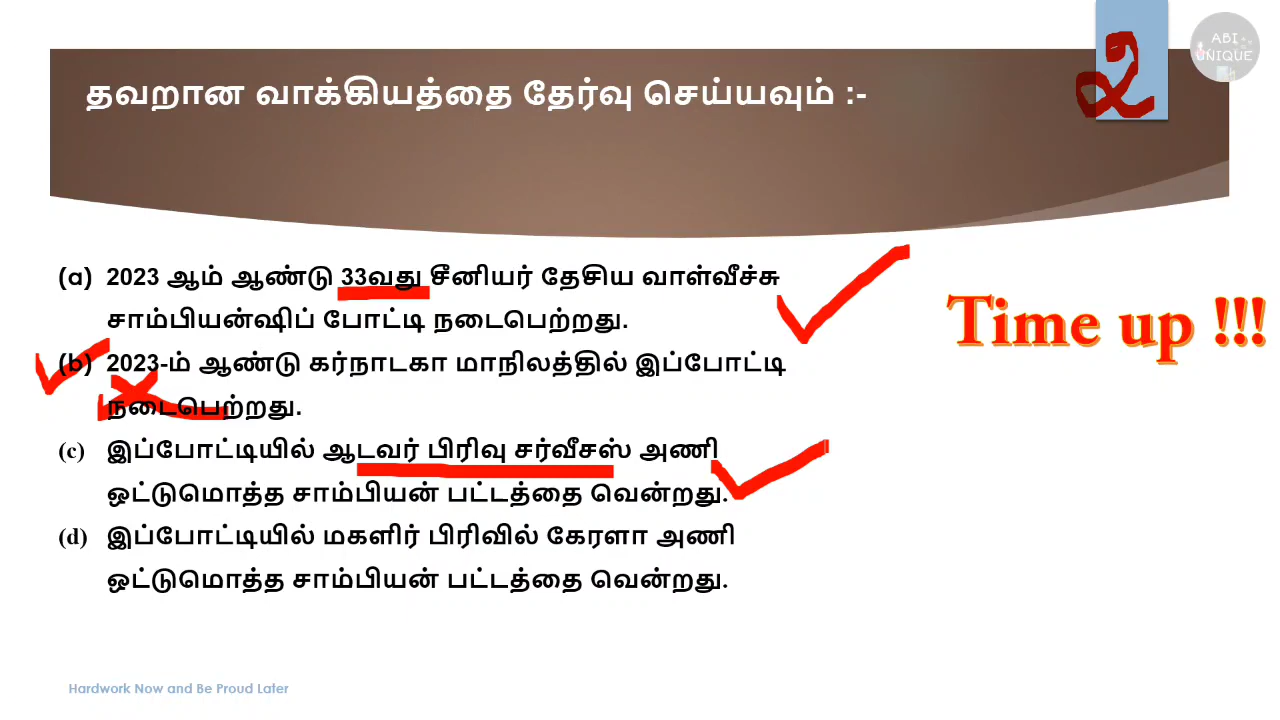 ABI
UNIQUE
2
தவறான வாக்கியத்தை தேர்வு செய்யவும் :-
(a) 2023 ஆம் ஆண்டு 33வது சீனியர் தேசிய வாள்வீச்சு
சாம்பியன்ஷிப் போட்டி நடைபெற்றது.
Time up !!!
(b) 2023-ம் ஆண்டு கர்நாடகா மாநிலத்தில் இப்போட்டி
நடைபெற்றது.
(c) இப்போட்டியில் ஆடவர் பிரிவு சர்வீசஸ் அணி
ஒட்டுமொத்த சாம்பியன் பட்டத்தை வென்றது.
(d) இப்போட்டியில் மகளிர் பிரிவில் கேரளா அணி
ஒட்டுமொத்த சாம்பியன் பட்டத்தை வென்றது.
Hardwork Now and Be Proud Later